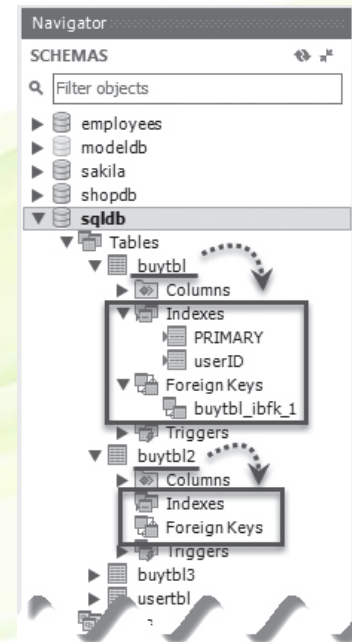 Navigator
SCHEMAS
Filter objects
employees
modeldb
sakila
shopdb
sqldb
Tables
buytbl
Columns
Indexes
PRIMARY
userID
Foreign Keys
buytbl_ibfk_1
Triggers
buytbl2
Columns
Indexes
Foreign Keys
Triggers
buytbl3
usertbl